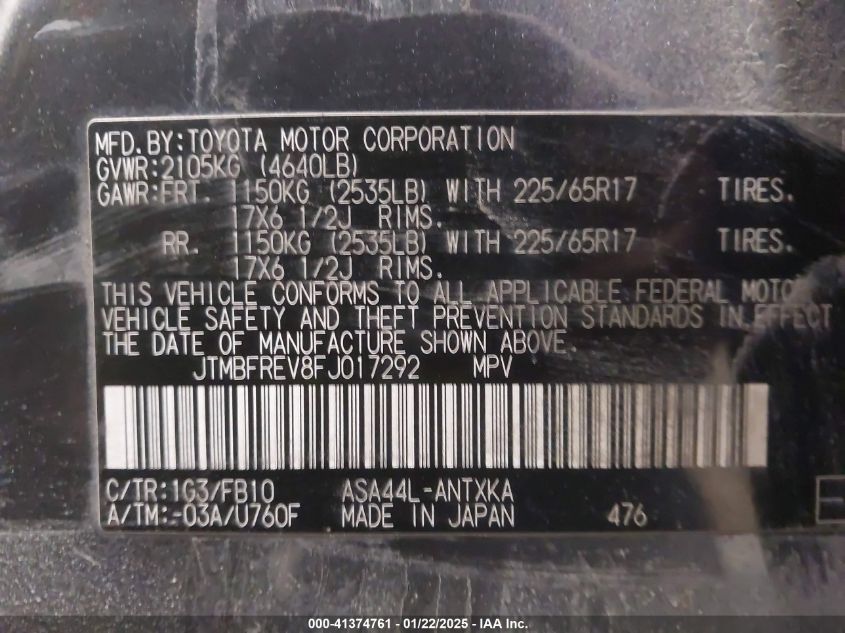 MFD.BY:TOYOTA MOTOR CORPORATION
GVWR:2105KG (4640LB)
GAWR:FRT. 1150KG (2535LB) WITH 225/65R17 TIRES.
17X6 1/2J RIMS.
RR. 1150KG (2535LB) WITH 225/65R17 TIRES.
17X6 1/2J RIMS.
THIS VEHICLE CONFORMS TO ALL APPLICABLE FEDERAL MOTO
VEHICLE SAFETY AND THEFT PREVENTION STANDARDS IN EFFECT
THE DATE OF MANUFACTURE SHOWN ABOVE.
JTMBFREV8FJ017292 MPV
C/TR:1G3/FB10 ASA44L-ANTXKA
A/TM:-03A/U760F MADE IN JAPAN 476
000-41374761 - 01/22/2025 - IAA Inc.